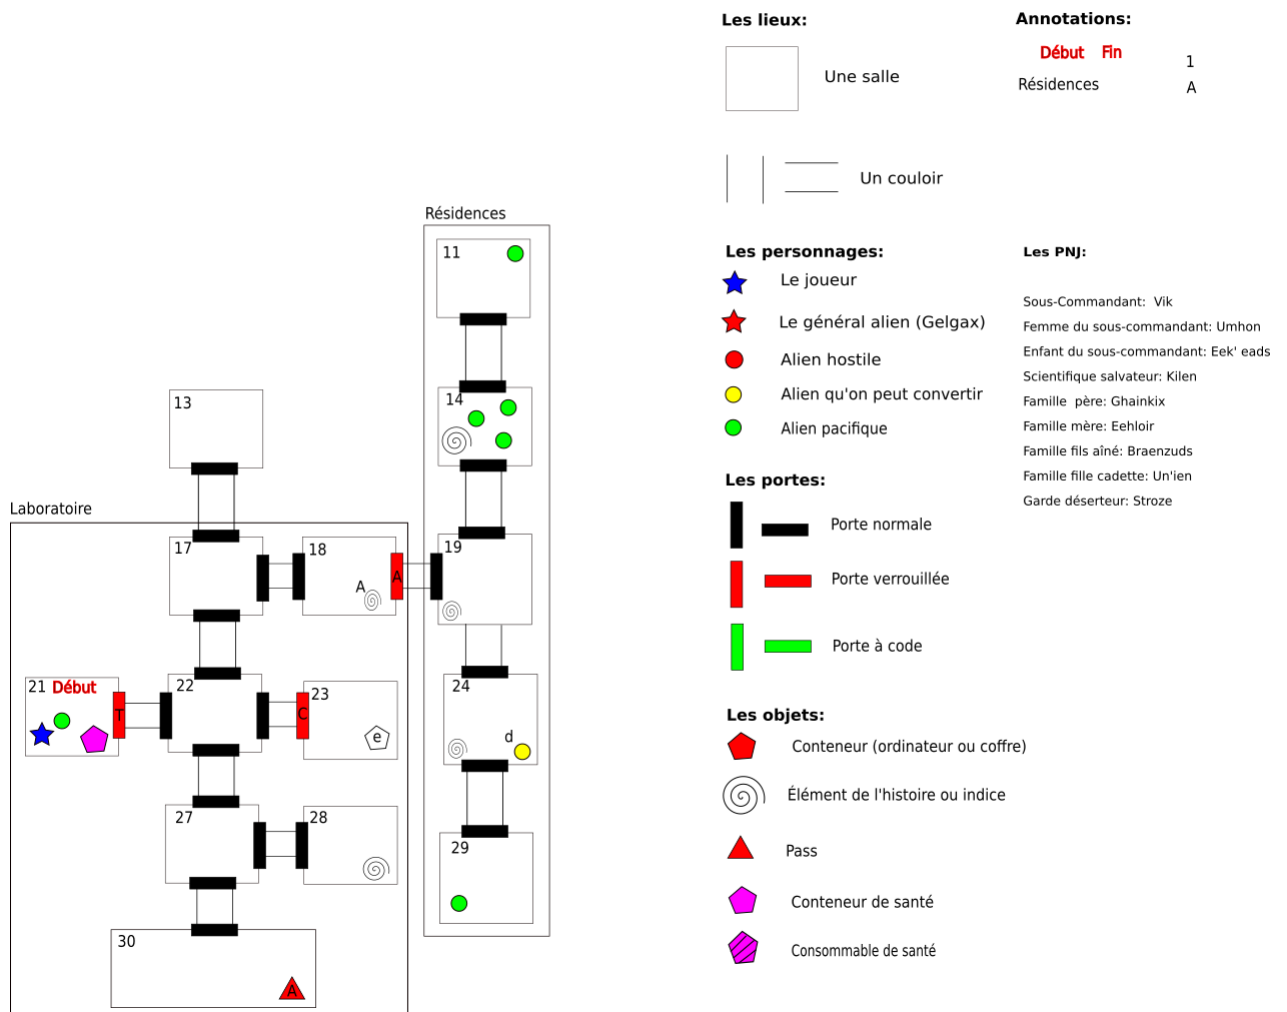 Résidences
11
14
13
Laboratoire
17
18
A
A
19
21 Début
T
22
23
C
e
24
d
27
28
29
30
A
Les lieux:
Une salle
Un couloir
Annotations:
Début Fin
1
Résidences
A
Les personnages:
Le joueur
Le général alien (Gelgax)
Alien hostile
Alien qu'on peut convertir
Alien pacifique
Les PNJ:
Sous-Commandant: Vik
Femme du sous-commandant: Umhon
Enfant du sous-commandant: Eek' eads
Scientifique salvateur: Kilen
Famille père: Ghainkix
Famille mère: Eehloir
Famille fils aîné: Braenzuds
Famille fille cadette: Un'ien
Garde déserteur: Stroze
Les portes:
Porte normale
Porte verrouillée
Porte à code
Les objets:
Conteneur (ordinateur ou coffre)
Élément de l'histoire ou indice
Pass
Conteneur de santé
Consommable de santé